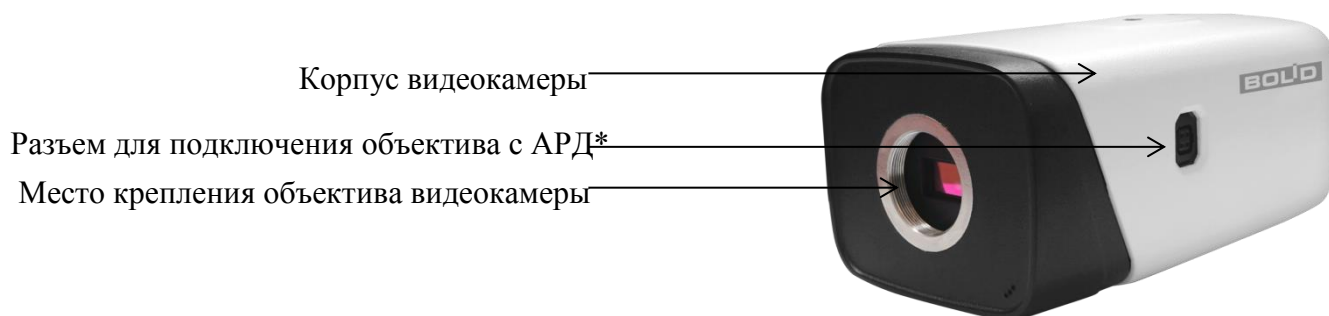 Корпус видеокамеры
BOLID
Разъем для подключения объектива с АРД*
Место крепления объектива видеокамеры